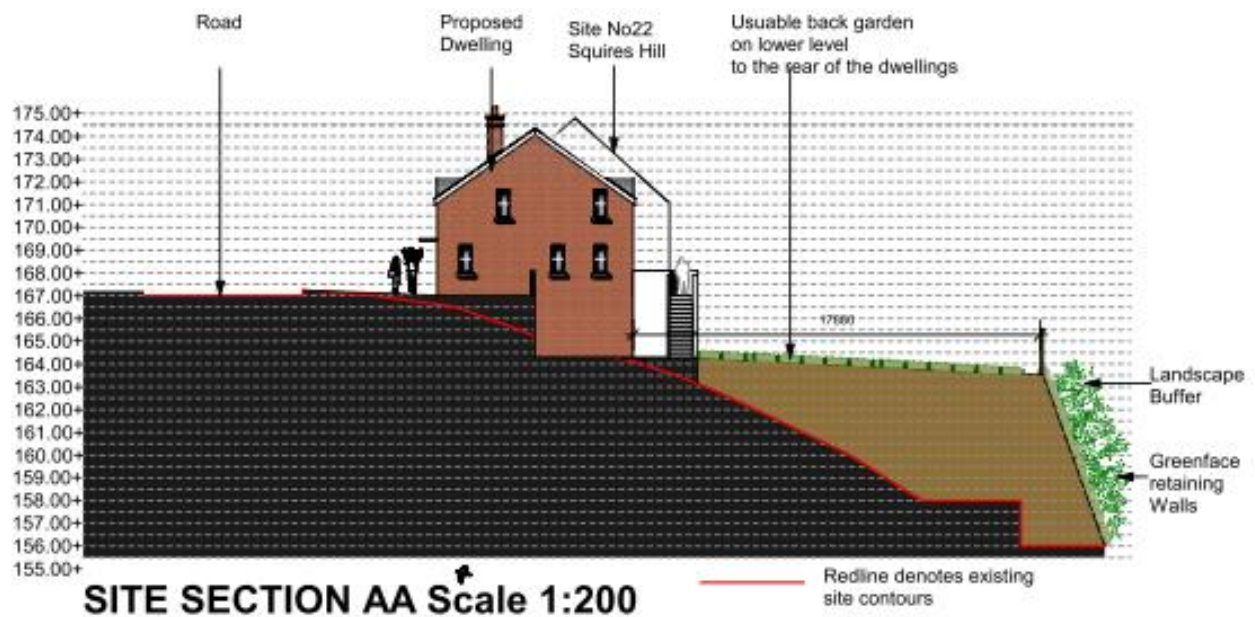 Road
Proposed
Dwelling
Site No22
Squires Hill
Usuable back garden
on lower level
to the rear of the dwellings
175.00+
174.00+
173.00+
172.00+
171.00+
170.00+
169.00+
168.00+
167.00+
166.00+
165.00+
164.00+
163.00+
162.00+
161.00+
160.00+
159.00+
158.00+
157.00+
156.00+
155.00+
Landscape
Buffer
Greenface
retaining
Walls
SITE SECTION AA Scale 1:200
Redline denotes existing
site contours